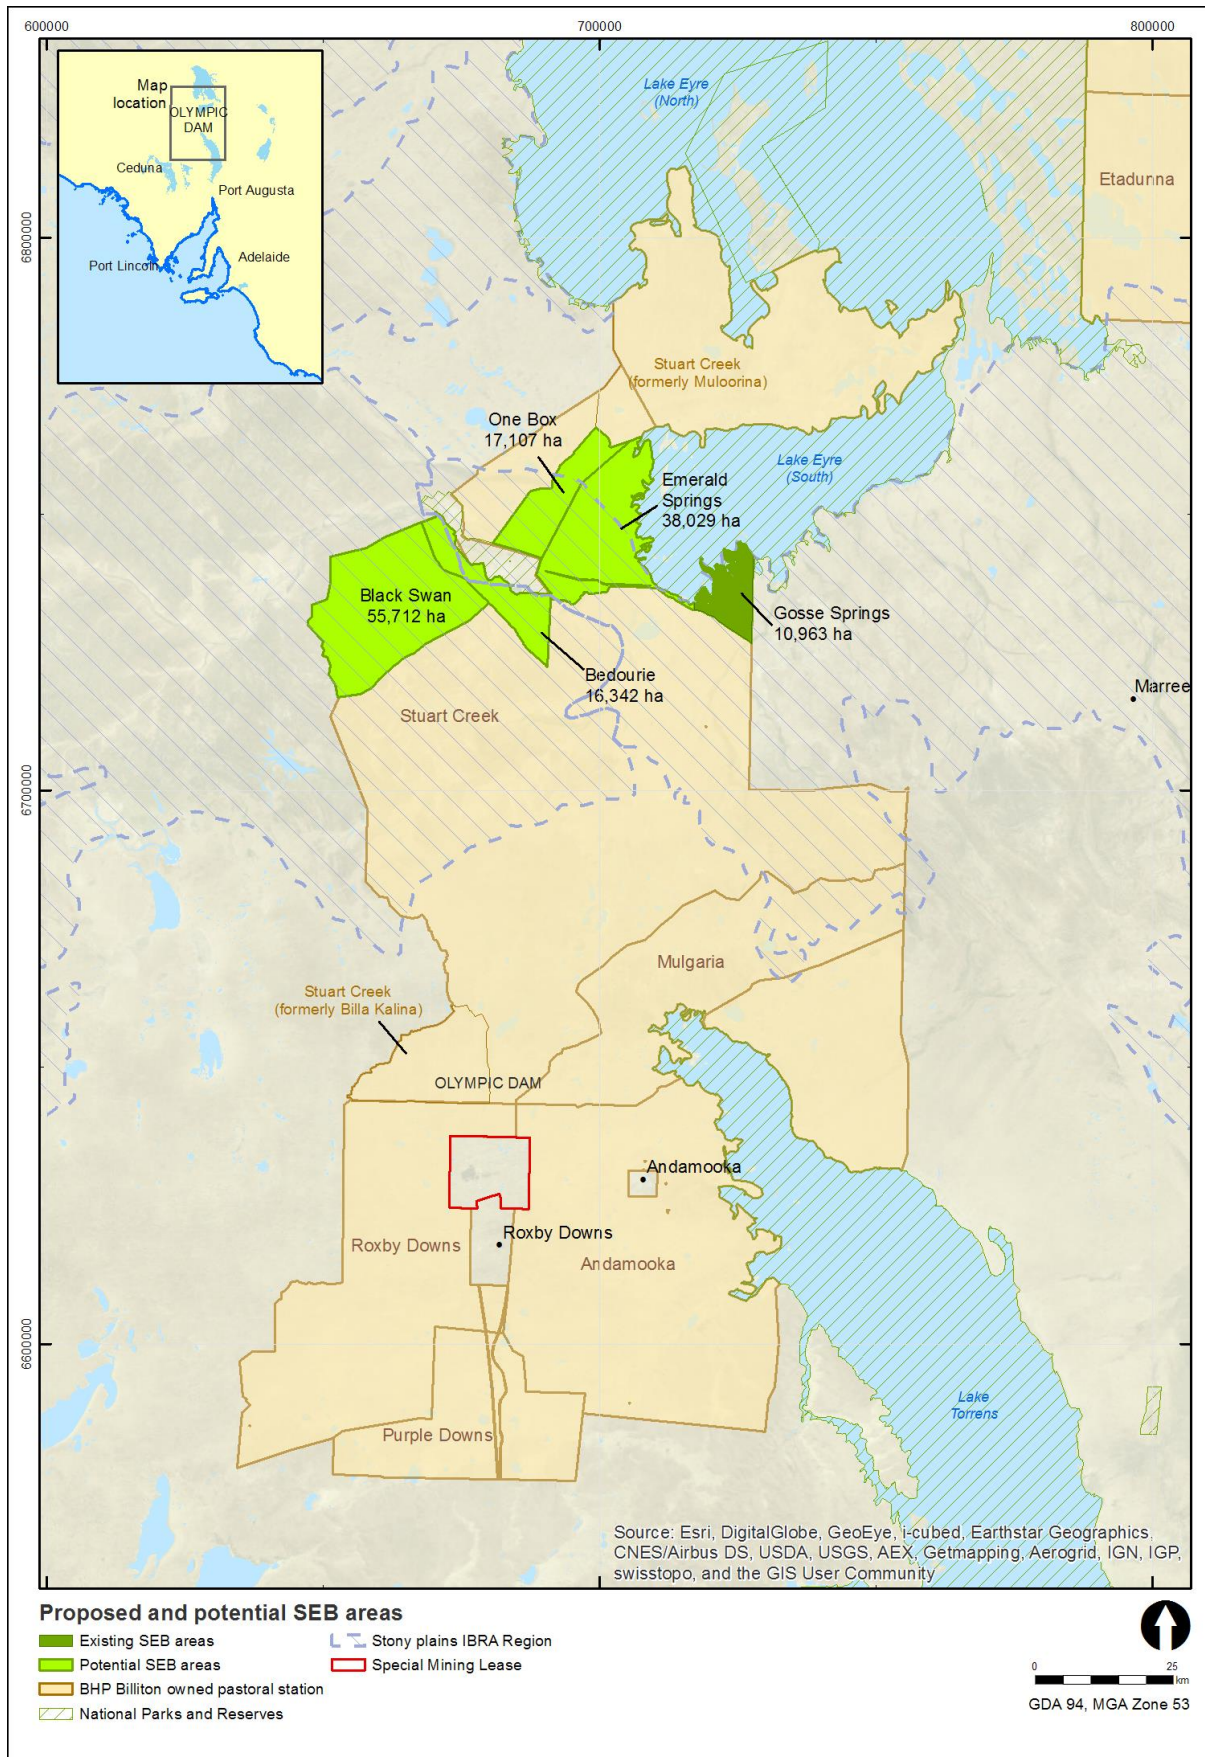 600000
700000
800000
Map
location
OLYMPIC
DAM
Ceduna
Port Augusta
Port Lincoln
Adelaide
Lake Eyre
(North)
Etadunna
6800000
Stuart Creek
(formerly Muloorina)
One Box
17,107 ha
Lake Eyre
(South)
Emerald
Springs
38,029 ha
Black Swan
55,712 ha
Gosse Springs
10,963 ha
Bedourie
16,342 ha
Marree
Stuart Creek
6700000
Mulgaria
Stuart Creek
(formerly Billa Kalina)
OLYMPIC DAM
Andamooka
Roxby Downs
Roxby Downs
Andamooka
6600000
Lake
Torrens
Purple Downs
Source: Esri, DigitalGlobe, GeoEye, i-cubed, Earthstar Geographics,
CNES/Airbus DS, USDA, USGS, AEX, Getmapping, Aerogrid, IGN, IGP,
swisstopo, and the GIS User Community
Proposed and potential SEB areas
Existing SEB areas
Potential SEB areas
BHP Billiton owned pastoral station
National Parks and Reserves
Stony plains IBRA Region
Special Mining Lease
0 25
km
GDA 94, MGA Zone 53